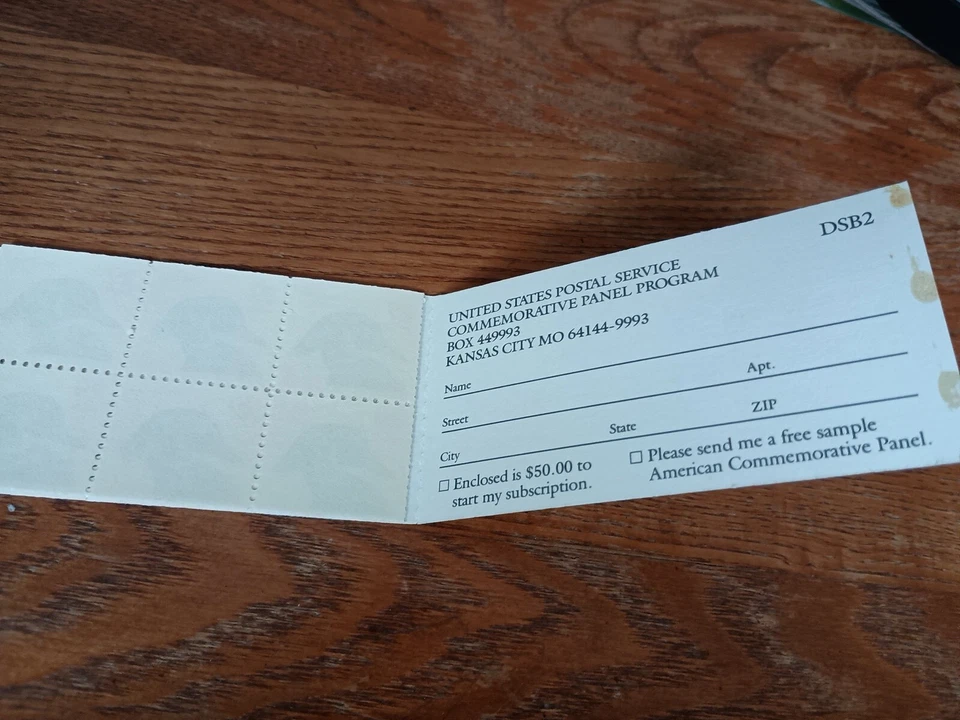 DSB2
UNITED STATES POSTAL SERVICE
COMMEMORATIVE PANEL PROGRAM
BOX 449993
KANSAS CITY MO 64144-9993
Name
Street Apt.
City State ZIP
☐ Enclosed is $50.00 to
start my subscription.
☐ Please send me a free sample
American Commemorative Panel.